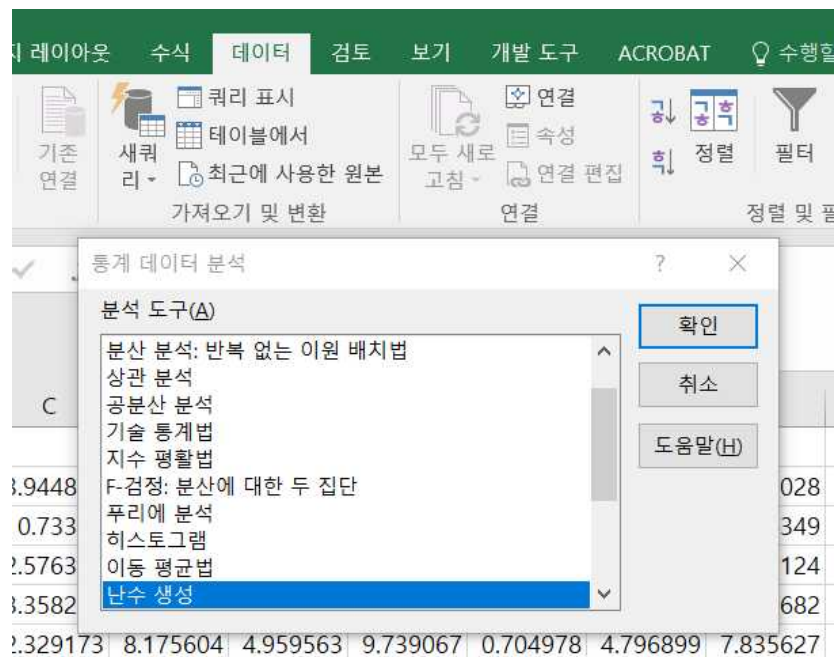 지 레이아웃 수식 데이터 검토 보기 개발 도구 ACROBAT 수행할
쿼리 표시
테이블에서
최근에 사용한 원본
기존
연결
새쿼
리
가져오기 및 변환
연결
속성
연결 편집
모두 새로
고침
연결
정렬
필터
정렬 및 필
통계 데이터 분석
분석 도구(A)
분산 분석: 반복 없는 이원 배치법
상관 분석
공분산 분석
기술 통계법
지수 평활법
F-검정: 분산에 대한 두 집단
푸리에 분석
히스토그램
이동 평균법
난수 생성
확인
취소
도움말(H)
C
3.9448 028
0.733 349
2.5763 124
3.3582 682
2.329173 8.175604 4.959563 9.739067 0.704978 4.796899 7.835627